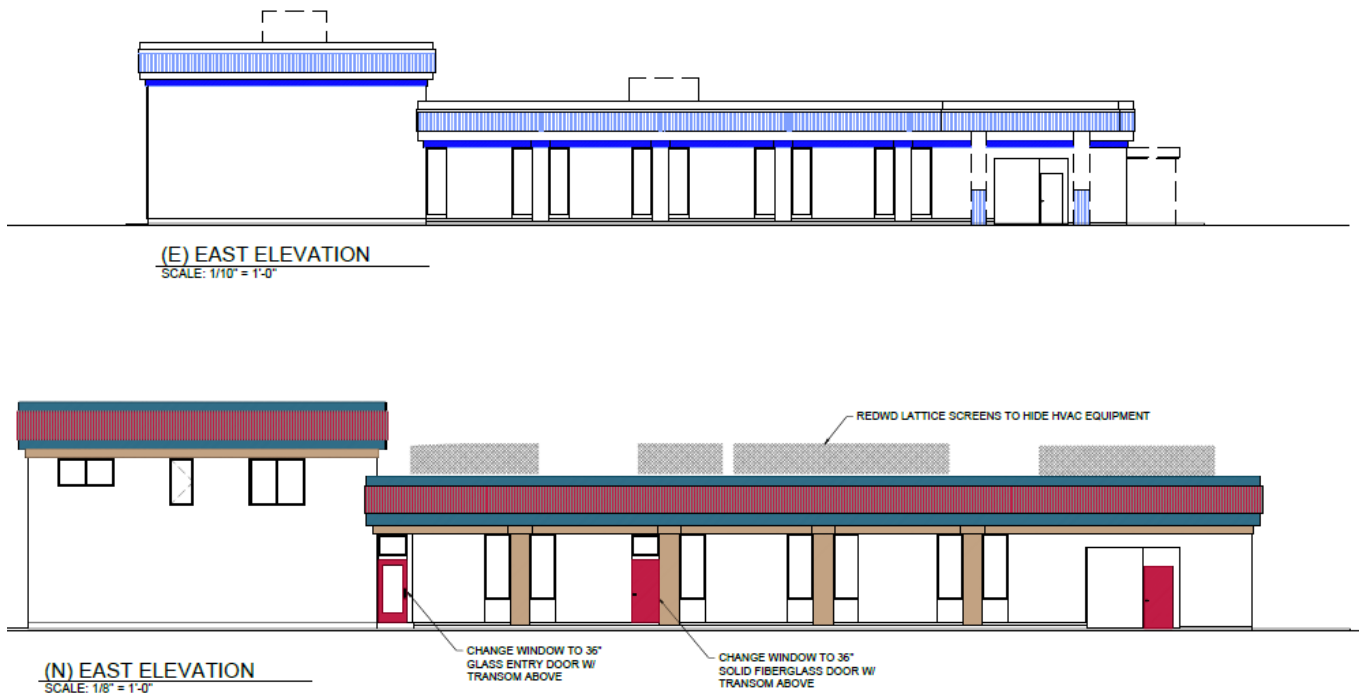 (E) EAST ELEVATION
SCALE: 1/10" = 1'-0"
REDWD LATTICE SCREENS TO HIDE HVAC EQUIPMENT
CHANGE WINDOW TO 36"
GLASS ENTRY DOOR W/
TRANSOM ABOVE
CHANGE WINDOW TO 36"
SOLID FIBERGLASS DOOR W/
TRANSOM ABOVE
(N) EAST ELEVATION
SCALE: 1/8" = 1'-0"